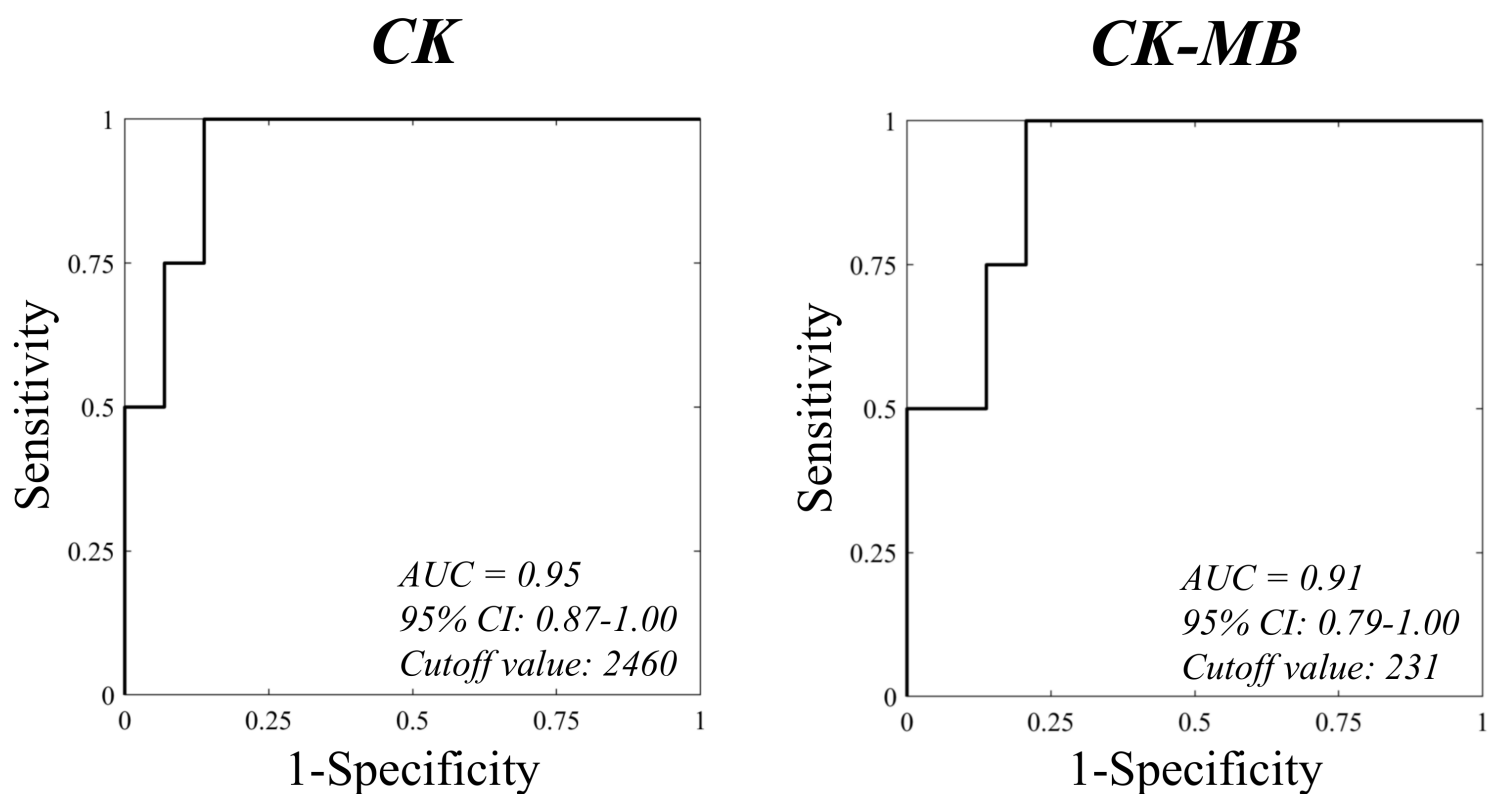 CK
1
0.75
0.5
0.25
0
Sensitivity
AUC = 0.95
95% CI: 0.87-1.00
Cutoff value: 2460
0 0.25 0.5 0.75 1
1-Specificity
CK-MB
1
0.75
0.5
0.25
0
Sensitivity
AUC = 0.91
95% CI: 0.79-1.00
Cutoff value: 231
0 0.25 0.5 0.75 1
1-Specificity